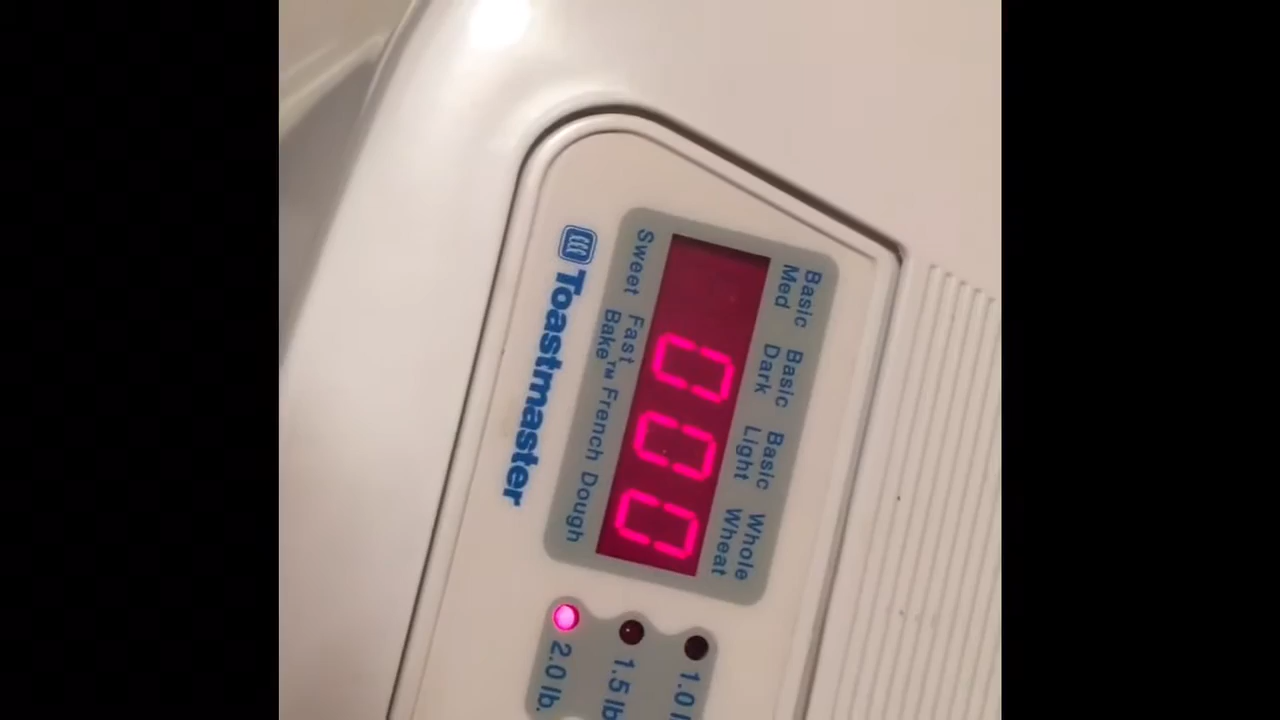 Basic Med
Basic Dark
Basic Light
Whole Wheat
000
Sweet
Fast Bake™
French
Dough
Toastmaster
1.5 lb.
2.0 lb.